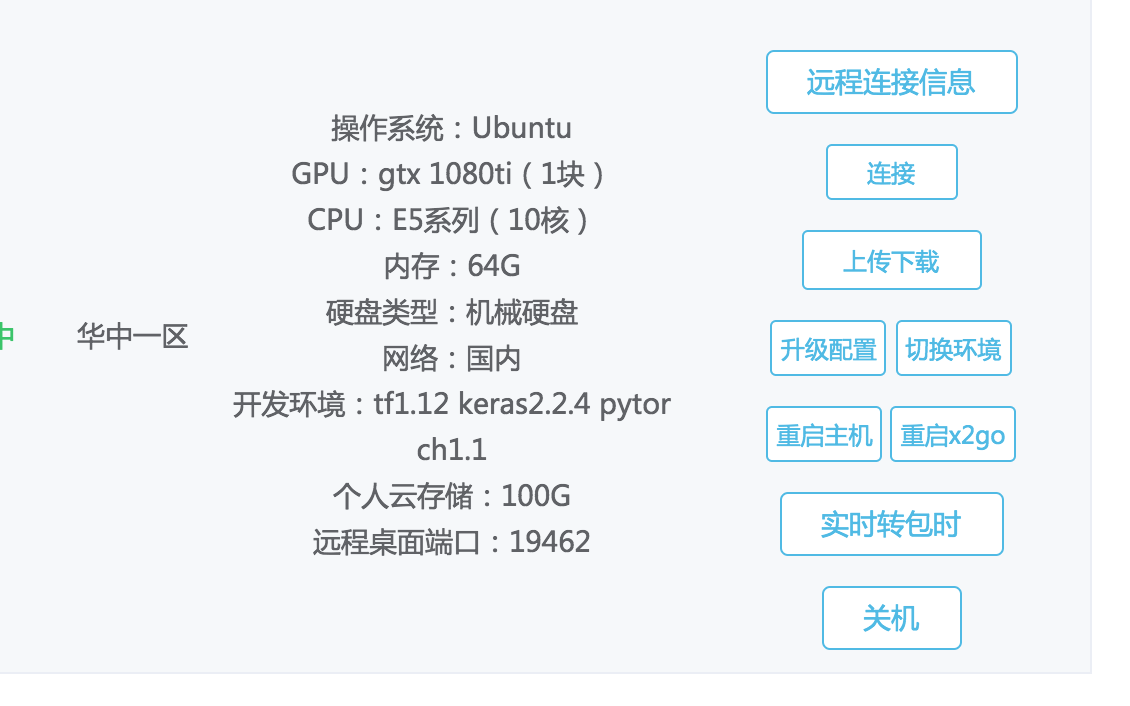 中
华中一区
操作系统：Ubuntu
GPU：gtx 1080ti（1块）
CPU：E5系列（10核）
内存：64G
硬盘类型：机械硬盘
网络：国内
开发环境：tf1.12 keras2.2.4 pytor
ch1.1
个人云存储：100G
远程桌面端口：19462
远程连接信息
连接
上传下载
升级配置 切换环境
重启主机 重启x2go
实时转包时
关机